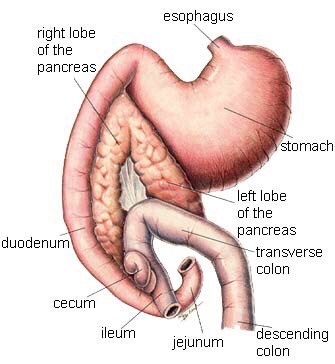 esophagus
right lobe
of the
pancreas
stomach
left lobe
of the
pancreas
duodenum
transverse
colon
cecum
ileum
jejunum
descending
colon